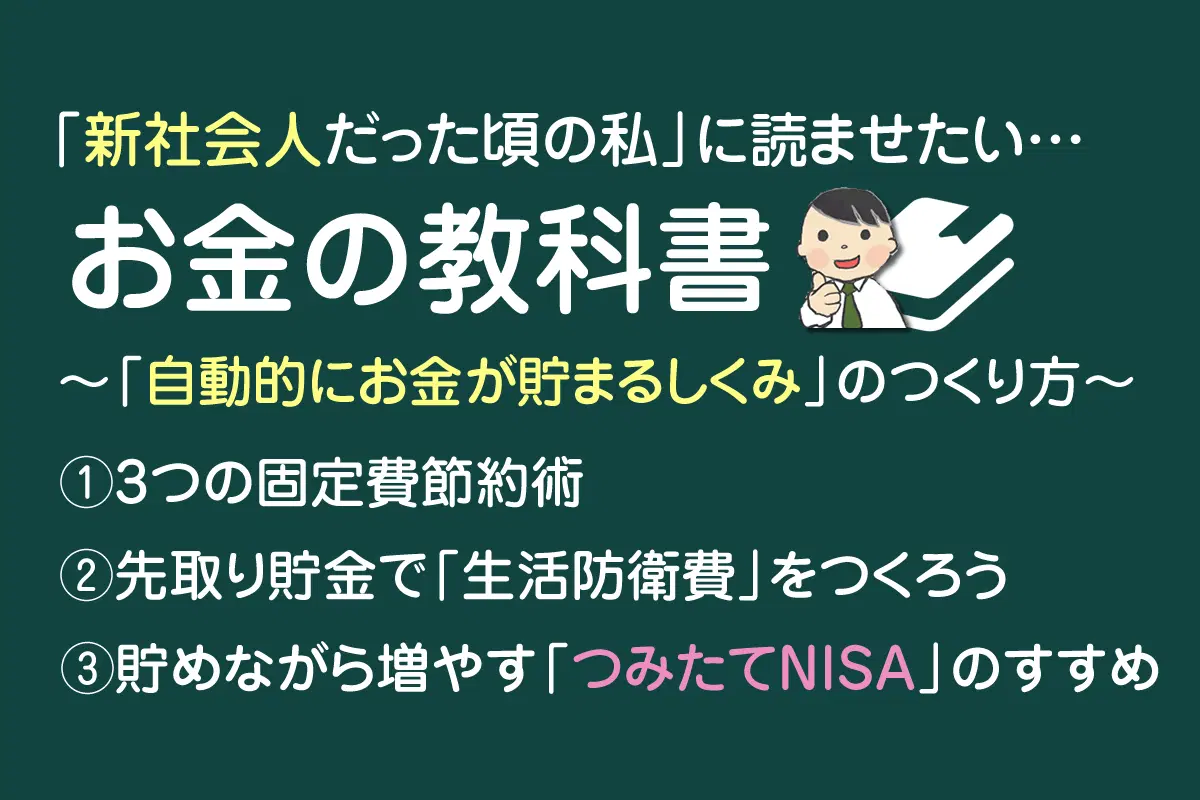 「新社会人だった頃の私」に読ませたい…
お金の教科書
～「自動的にお金が貯まるしくみ」のつくり方～
①3つの固定費節約術
②先取り貯金で「生活防衛費」をつくろう
③貯めながら増やす「つみたてNISA」のすすめ